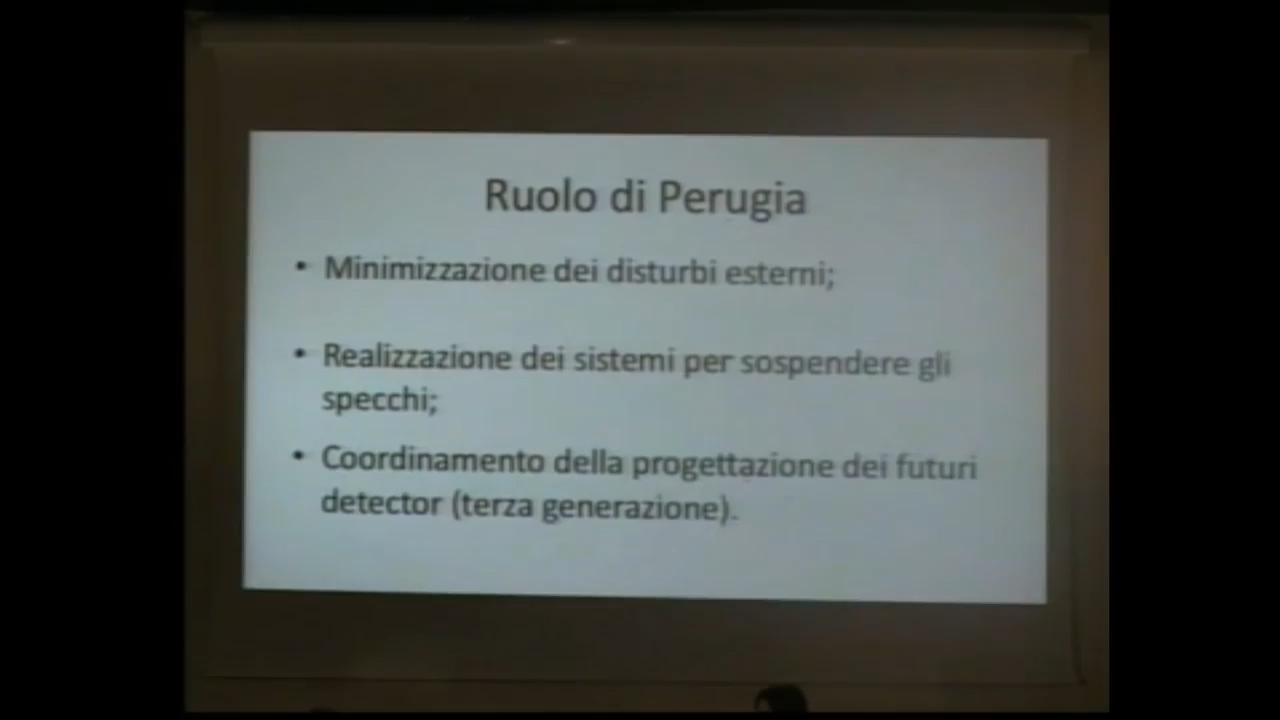 Ruolo di Perugia
• Minimizzazione dei disturbi esterni;
• Realizzazione dei sistemi per sospendere gli
specchi;
• Coordinamento della progettazione dei futuri
detector (terza generazione).